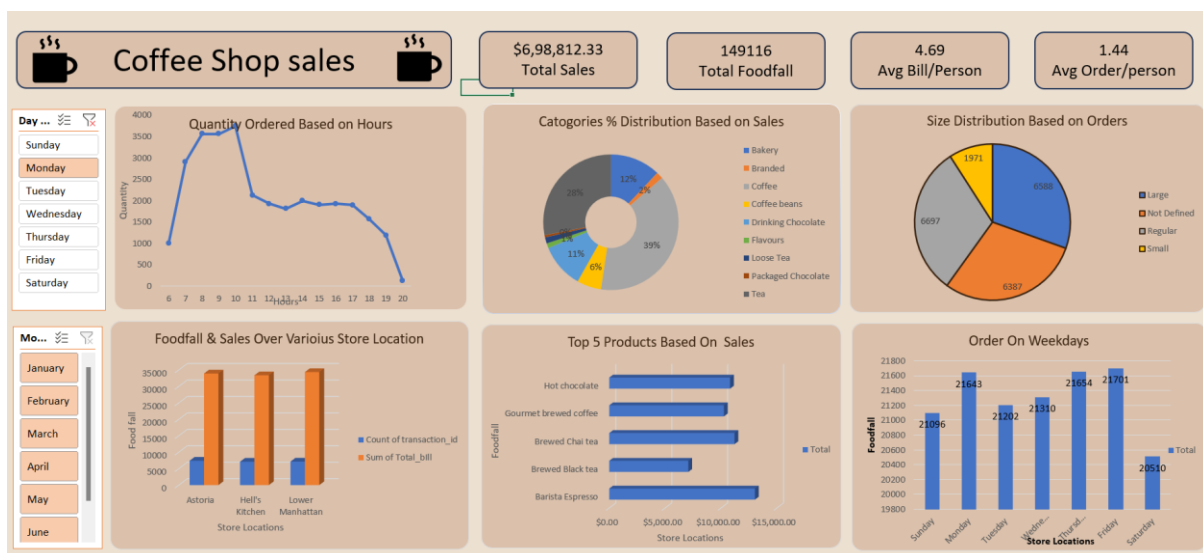 Coffee Shop sales
$6,98,812.33
Total Sales
149116
Total Foodfall
4.69
Avg Bill/Person
1.44
Avg Order/person
Day ...
Sunday
Monday
Tuesday
Wednesday
Thursday
Friday
Saturday
Quantity Ordered Based on Hours
Quantity
4000
3500
3000
2500
2000
1500
1000
500
0
6 7 8 9 10 11 12 13 14 15 16 17 18 19 20
Hours
Catogories % Distribution Based on Sales
12%
2%
39%
6%
11%
1%
0%
28%
Bakery
Branded
Coffee
Coffee beans
Drinking Chocolate
Flavours
Loose Tea
Packaged Chocolate
Tea
Size Distribution Based on Orders
1971
6588
6697
6387
Large
Not Defined
Regular
Small
Mo...
January
February
March
April
May
June
Foodfall & Sales Over Varioius Store Location
Food fall
35000
30000
25000
20000
15000
10000
5000
0
Astoria
Hell's
Kitchen
Lower
Manhattan
Store Locations
Count of transaction_id
Sum of Total_bill
Top 5 Products Based On Sales
Foodfall
Hot chocolate
Gourmet brewed coffee
Brewed Chai tea
Brewed Black tea
Barista Espresso
$0.00 $5,000.00 $10,000.00 $15,000.00
Store Locations
Total
Order On Weekdays
Foodfall
21800
21600
21400
21200
21000
20800
20600
20400
20200
20000
19800
21096
21643
21202
21310
21654
21701
20510
Sunday
Monday
Tuesday
Wedne...
Thursd...
Friday
Saturday
Store Locations
Total